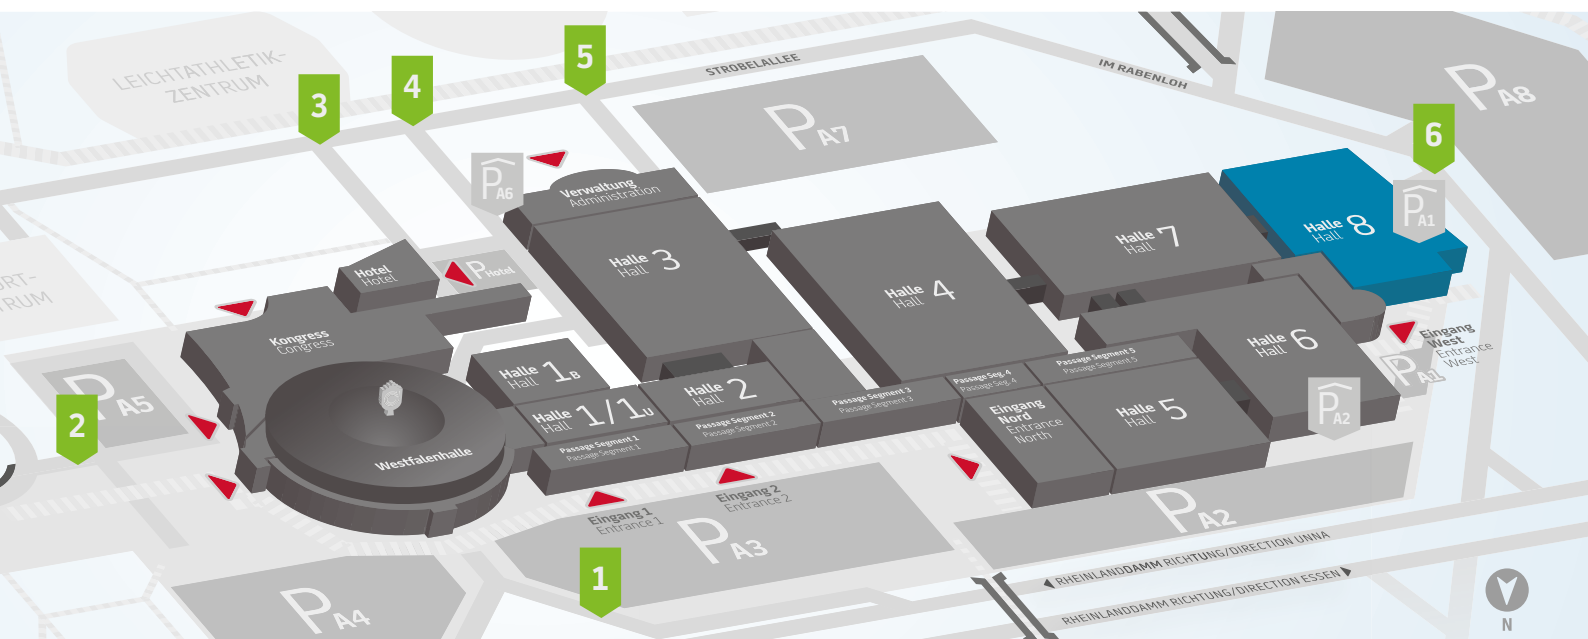 LEICHTATHLETIK-
ZENTRUM
3
4
5
STROBELALLEE
IM RABENLOH
P A8
P A7
6
P A6
Verwaltung
Administration
P A1
Halle 8
Hall
Halle 7
Hall
Halle 3
Hall
Halle 4
Hall
Hotel
Hotel
P Hotel
ORT-
TRUM
Kongress
Congress
Halle 6
Hall
Eingang
West
Entrance
West
P A1
Passage Segment 5
Passage Segment 5
Passage Seg. 4
Passage Seg. 4
Halle 1B
Hall
Halle 2
Hall
Passage Segment 3
Passage Segment 3
P A5
2
Halle 1/1U
Hall
Passage Segment 2
Passage Segment 2
Eingang
Nord
Entrance
North
Halle 5
Hall
P A2
Passage Segment 1
Passage Segment 1
Westfalenhalle
Eingang 1
Entrance 1
Eingang 2
Entrance 2
P A3
P A2
1
P A4
RHEINLANDDAMM RICHTUNG/DIRECTION UNNA
RHEINLANDDAMM RICHTUNG/DIRECTION ESSEN
N